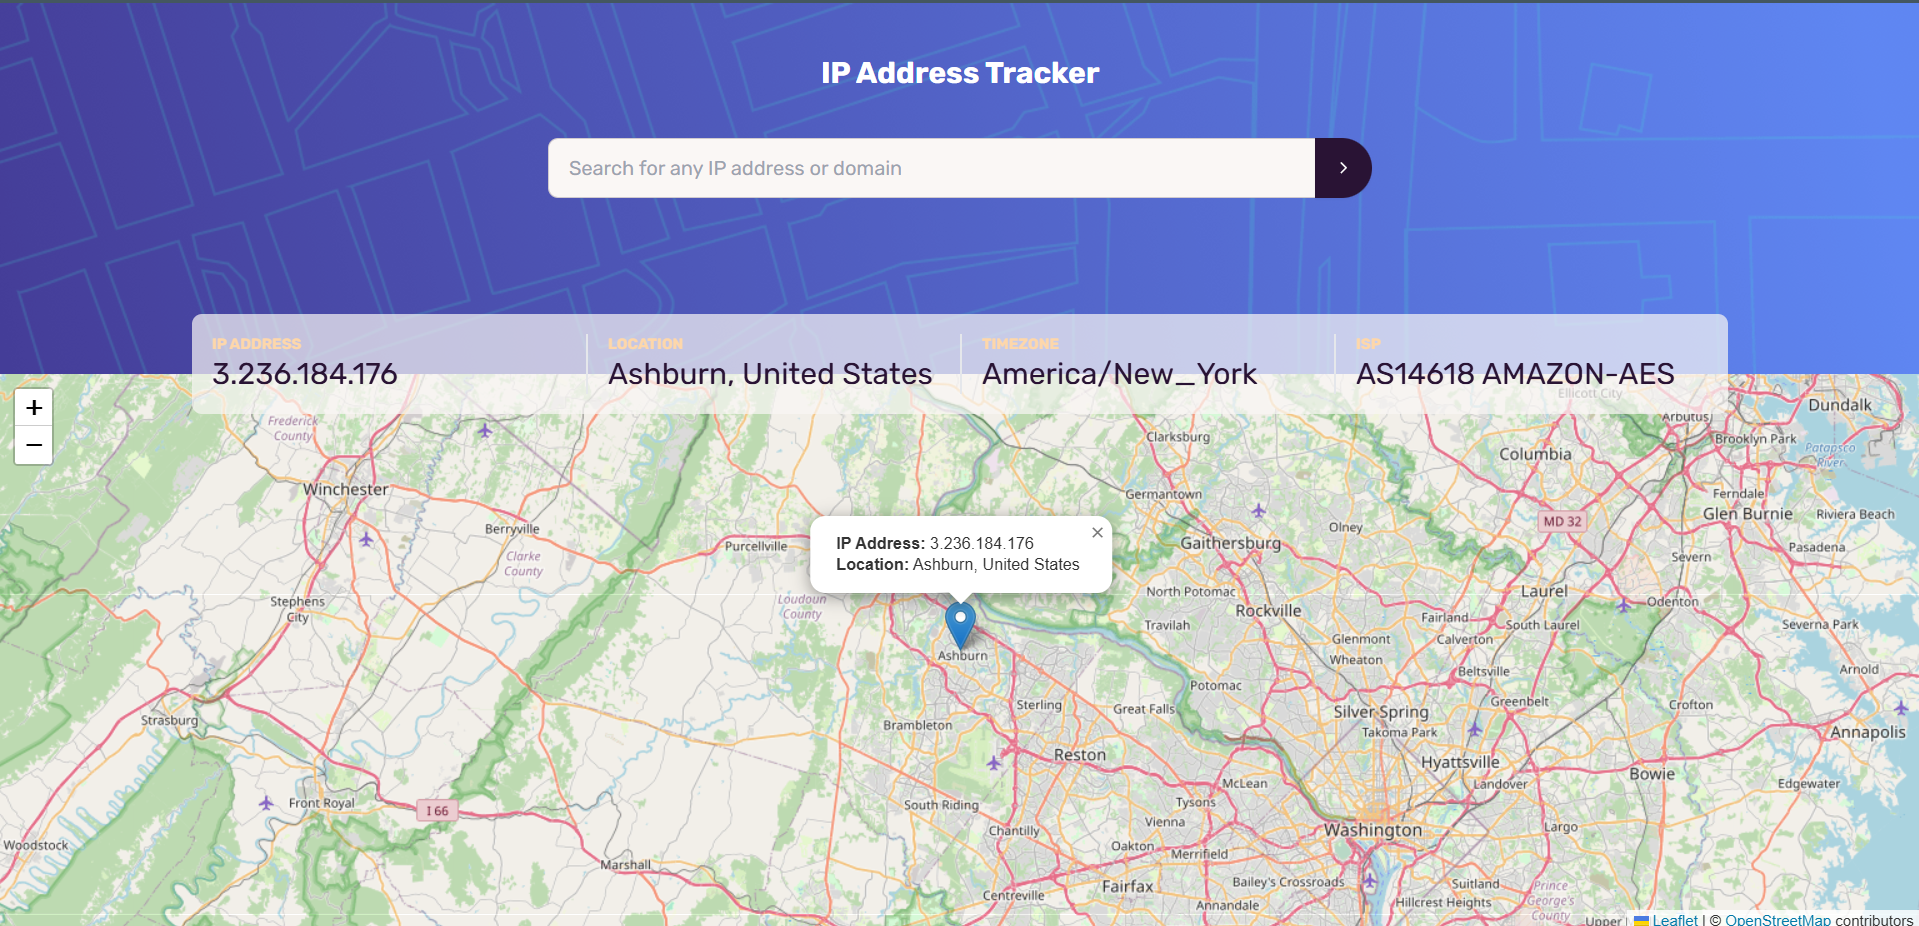 IP Address Tracker
Search for any IP address or domain
IP ADDRESS
3.236.184.176
LOCATION
Ashburn, United States
TIMEZONE
America/New_York
ISP
AS14618 AMAZON-AES
+
−
Ellicott City
Dundalk
Arbutus
Frederick
County
Clarksburg
Brooklyn Park
Patapsco
River
Columbia
Winchester
Germantown
Ferndale
Glen Burnie
Riviera Beach
MD 32
Berryville
Olney
Purcellville
Gaithersburg
Pasadena
IP Address: 3.236.184.176
Location: Ashburn, United States
×
Clarke
County
Severn
Stephens
City
Loudoun
County
North Potomac
Laurel
Odenton
Rockville
Fairland
South Laurel
Severna Park
Travilah
Glenmont
Calverton
Ashburn
Wheaton
Beltsville
Arnold
Potomac
Strasburg
Brambleton
Sterling
Great Falls
Silver Spring
Greenbelt
Crofton
Takoma Park
Annapolis
Reston
Hyattsville
Bowie
McLean
Landover
Edgewater
Front Royal
I 66
South Riding
Tysons
Vienna
Chantilly
Washington
Largo
Woodstock
Oakton
Merrifield
Marshall
Centreville
Fairfax
Bailey's Crossroads
Suitland
Prince
George's
County
Annandale
Hillcrest Heights
Upper
Leaflet | © OpenStreetMap contributors